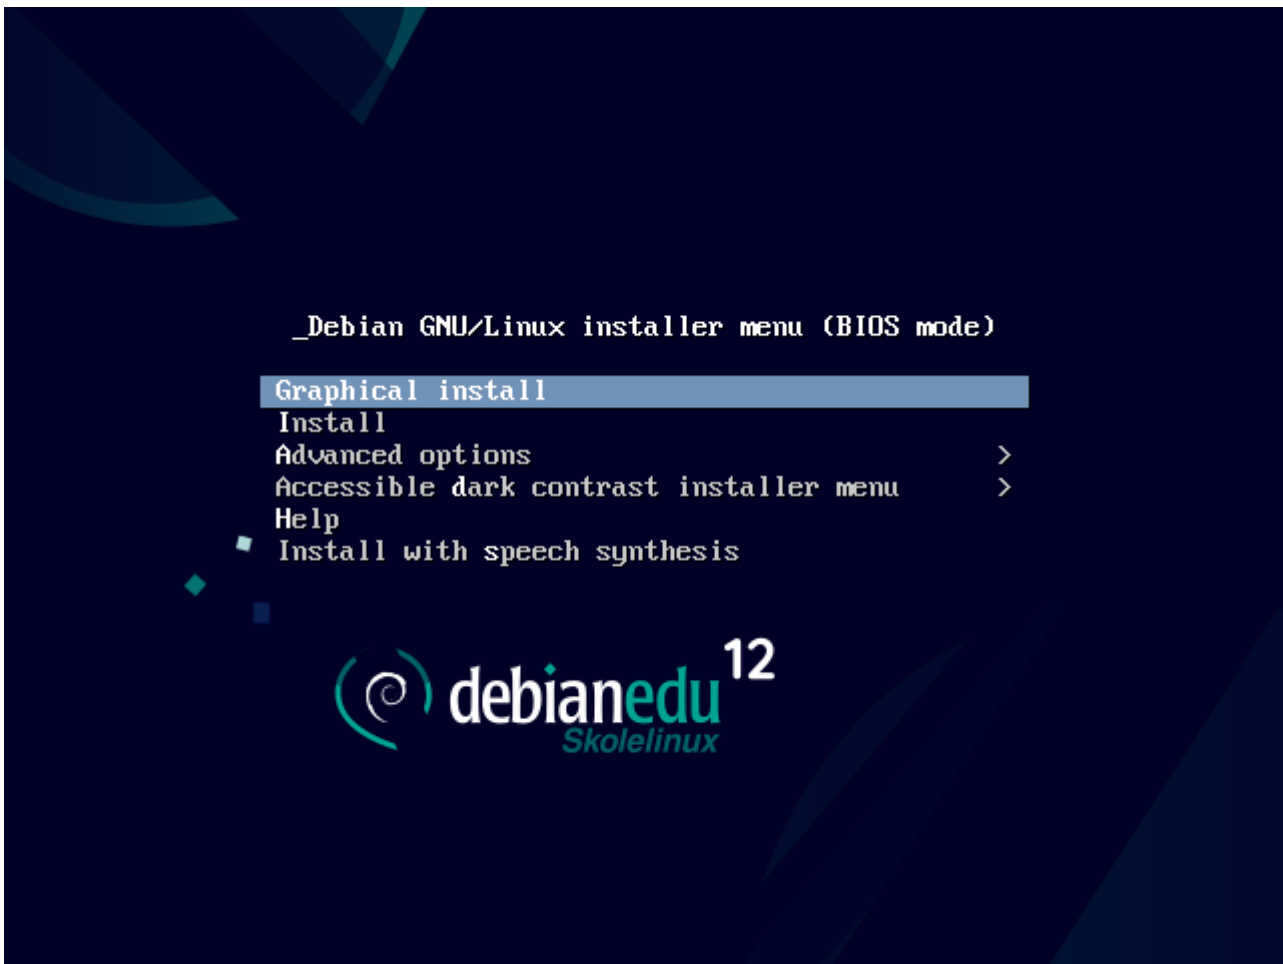 _Debian GNU/Linux installer menu (BIOS mode)
Graphical install
Install
Advanced options >
Accessible dark contrast installer menu >
Help
Install with speech synthesis
debianedu 12
Skolelinux